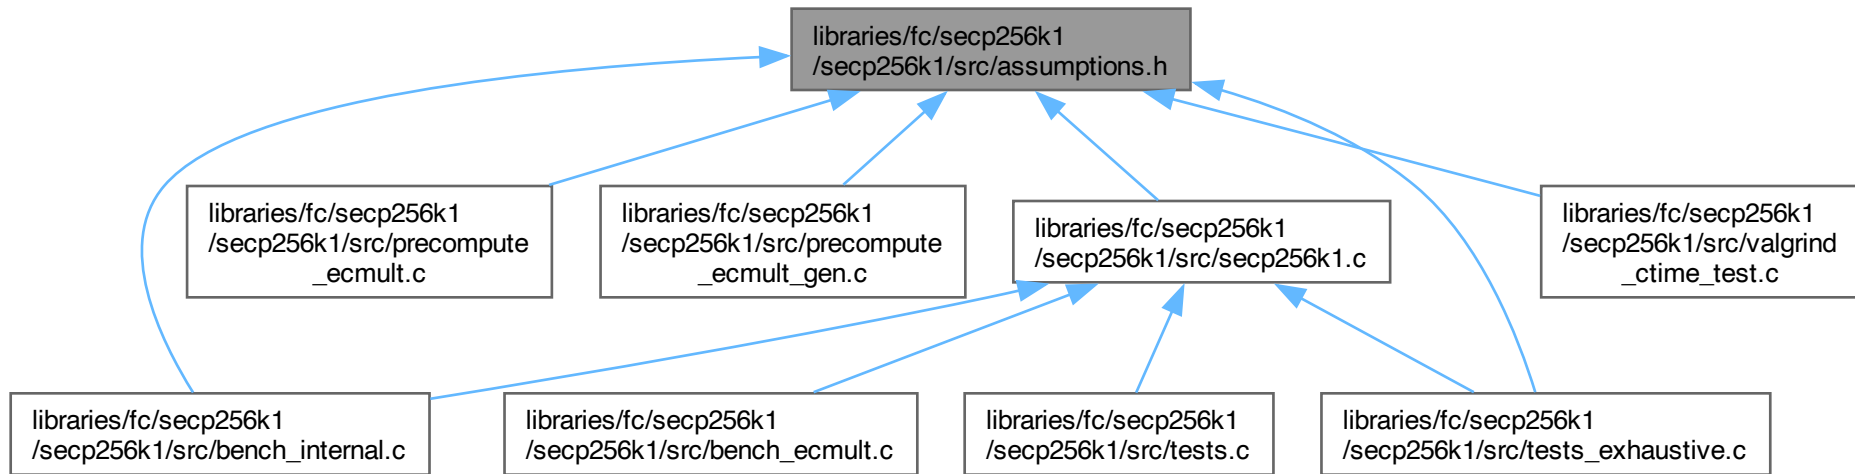 libraries/fc/secp256k1
/secp256k1/src/assumptions.h
libraries/fc/secp256k1
/secp256k1/src/precompute
_ecmult.c
libraries/fc/secp256k1
/secp256k1/src/precompute
_ecmult_gen.c
libraries/fc/secp256k1
/secp256k1/src/secp256k1.c
libraries/fc/secp256k1
/secp256k1/src/valgrind
_ctime_test.c
libraries/fc/secp256k1
/secp256k1/src/bench_internal.c
libraries/fc/secp256k1
/secp256k1/src/bench_ecmult.c
libraries/fc/secp256k1
/secp256k1/src/tests.c
libraries/fc/secp256k1
/secp256k1/src/tests_exhaustive.c